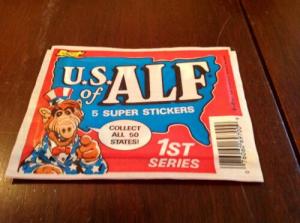 U.S.
of ALF
5 SUPER STICKERS
COLLECT
ALL 50
STATES!
1ST
SERIES